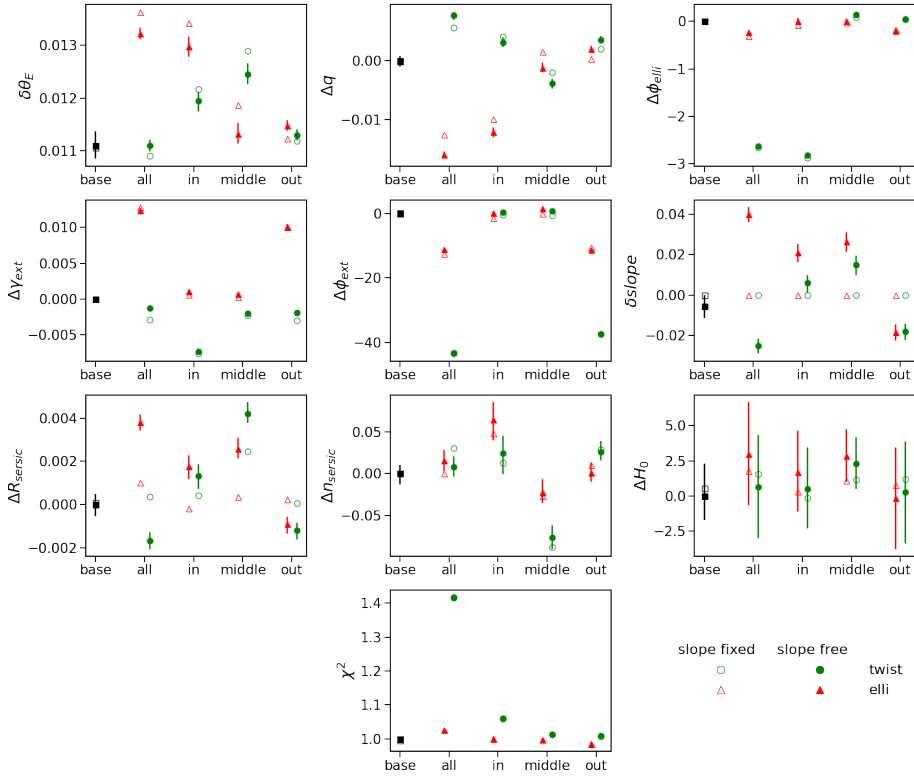 δθ_E
0.013
0.012
0.011
base all in middle out
Δq
0.00
−0.01
base all in middle out
Δϕ_elli
0
−1
−2
−3
base all in middle out
Δγ_ext
0.010
0.005
0.000
−0.005
base all in middle out
Δϕ_ext
0
−20
−40
base all in middle out
δslope
0.04
0.02
0.00
−0.02
base all in middle out
ΔR_sersic
0.004
0.002
0.000
−0.002
base all in middle out
Δn_sersic
0.05
0.00
−0.05
base all in middle out
ΔH_0
5.0
2.5
0.0
−2.5
base all in middle out
χ²
1.4
1.3
1.2
1.1
1.0
base all in middle out
slope fixed slope free
twist
elli